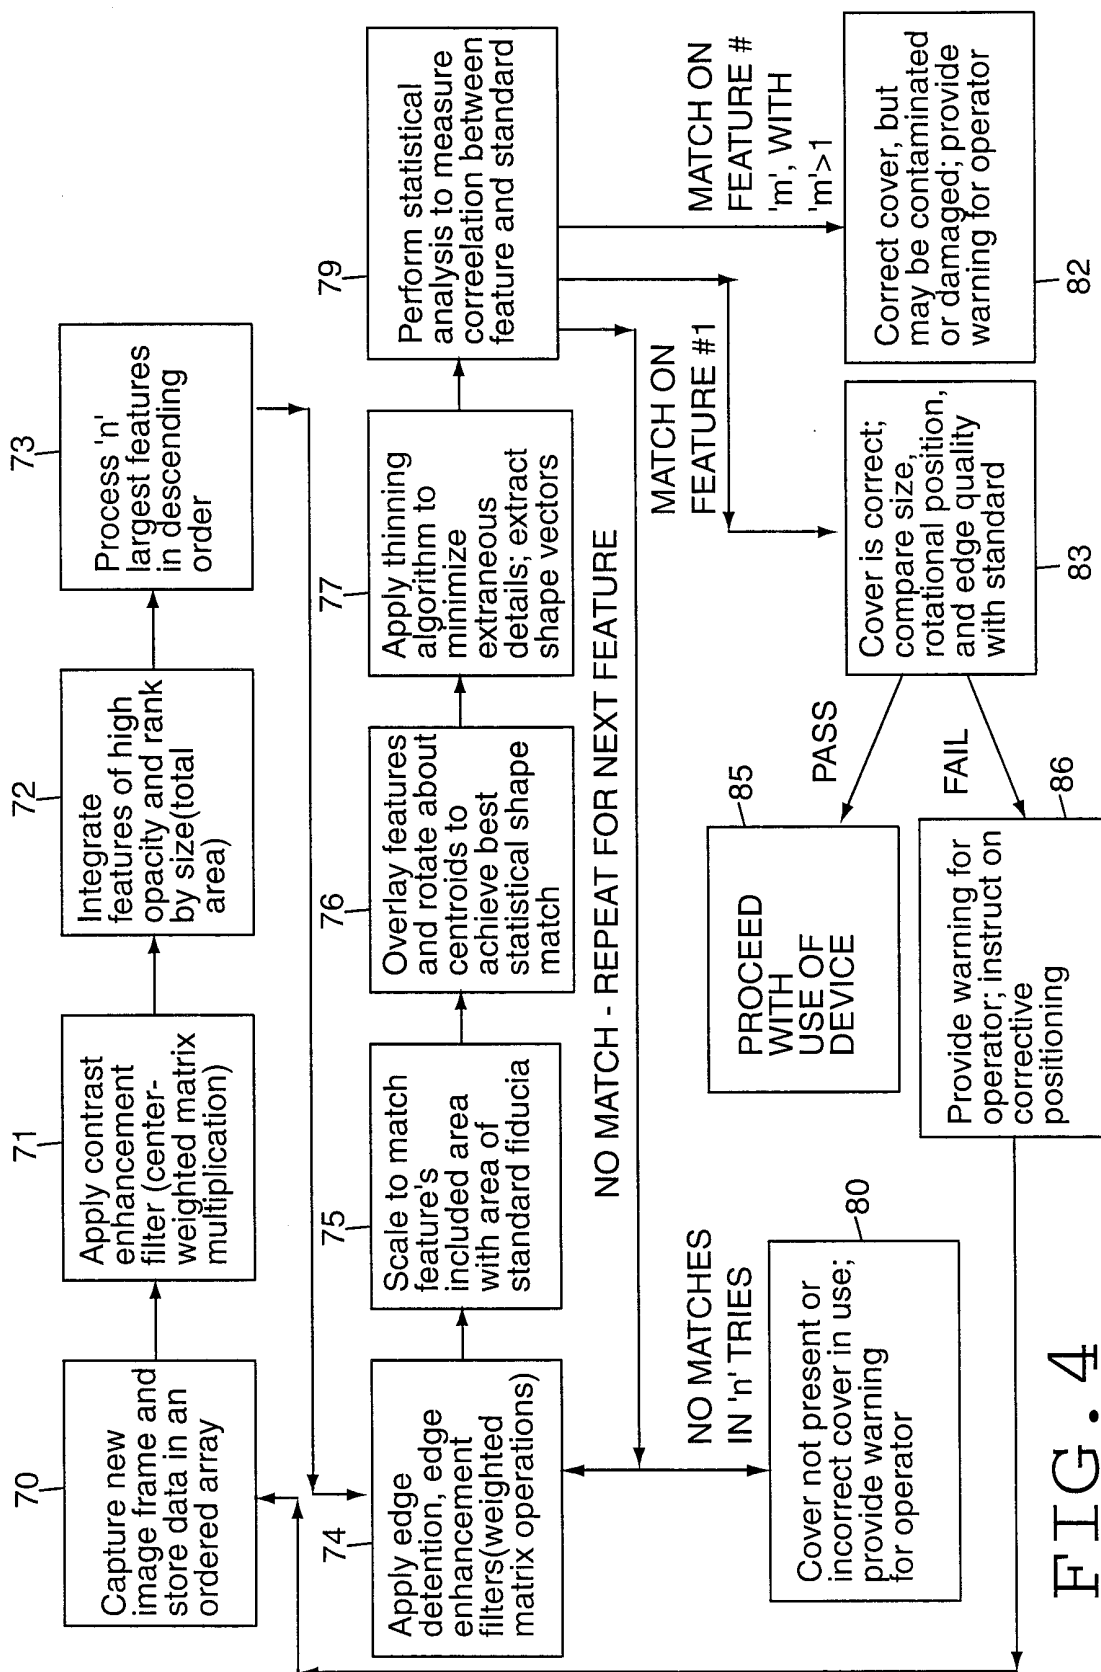 70
Capture new
image frame and
store data in an
ordered array
71
Apply contrast
enhancement
filter (center-
weighted matrix
multiplication)
72
Integrate
features of high
opacity and rank
by size(total
area)
73
Process 'n'
largest features
in descending
order
74
Apply edge
detention, edge
enhancement
filters(weighted
matrix operations)
75
Scale to match
feature's
included area
with area of
standard fiducia
76
Overlay features
and rotate about
centroids to
achieve best
statistical shape
match
77
Apply thinning
algorithm to
minimize
extraneous
details; extract
shape vectors
79
Perform statistical
analysis to measure
correelation between
feature and standard
NO MATCH - REPEAT FOR NEXT FEATURE
MATCH ON
FEATURE #1
MATCH ON
FEATURE #
'm', WITH
'm'>1
NO MATCHES
IN 'n' TRIES
80
Cover not present or
incorrect cover in use;
provide warning
for operator
85
PROCEED
WITH
USE OF
DEVICE
PASS
FAIL
83
Cover is correct;
compare size,
rotational position,
and edge quality
with standard
82
Correct cover, but
may be contaminated
or damaged; provide
warning for operator
86
Provide warning for
operator; instruct on
corrective
positioning
FIG. 4